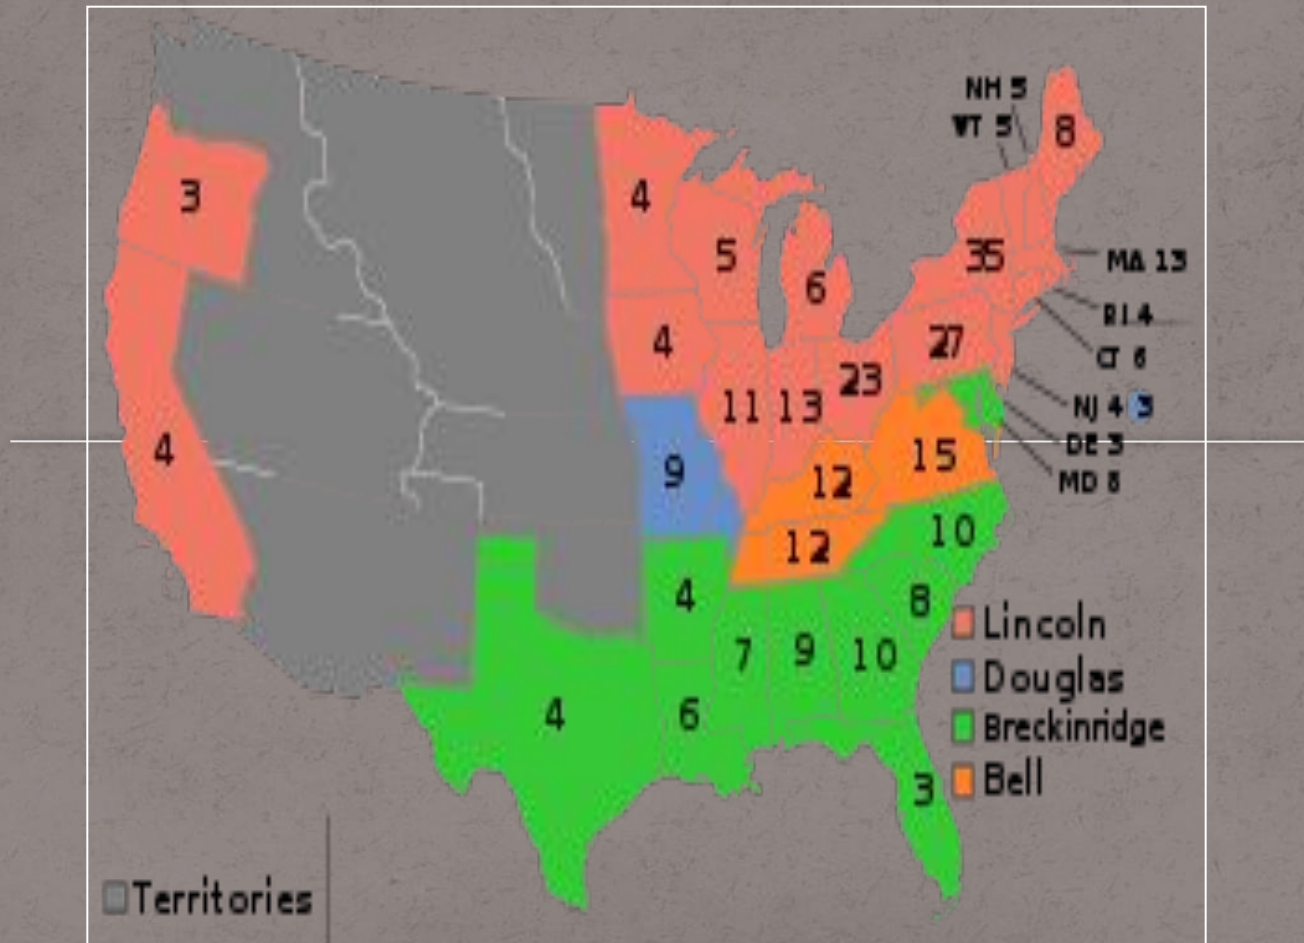 NH 5
VT 5
8
3
4
5
35
6
MA 13
RI 4
4
27
CT 6
23
11
13
NJ 4 3
DE 3
4
9
12
15
MD 8
12
10
4
8
Lincoln
7
9
10
Douglas
4
6
Breckinridge
3
Bell
Territories